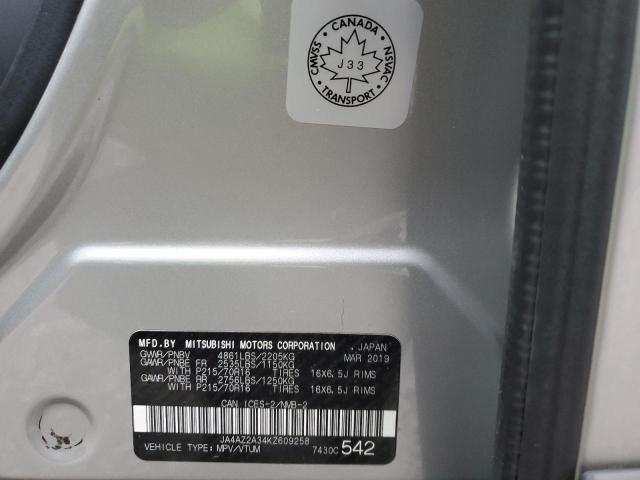 CANADA
CMVSS
NSVAC
J33
TRANSPORT
MFD.BY MITSUBISHI MOTORS CORPORATION , JAPAN
GVWR/PNBV 4861LBS/2205KG MAR 2019
GAWR/PNBE FR 2535LBS/1150KG
WITH P215/70R16 TIRES 16X6.5J RIMS
GAWR/PNBE RR 2756LBS/1250KG
WITH P215/70R16 TIRES 16X6.5J RIMS
CAN ICES-2/NMB-2
JA4AZ2A34KZ609258
VEHICLE TYPE: MPV/VTUM 7430C 542